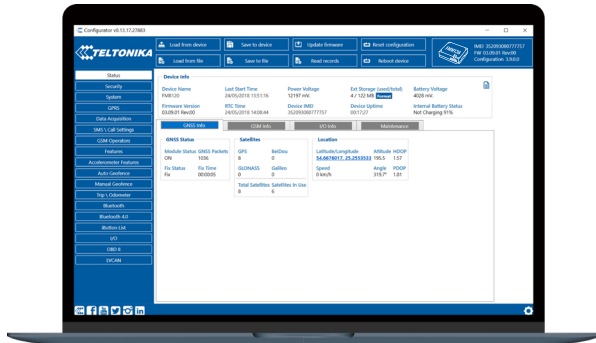 Configurator v0.13.17.27883
TELTONIKA
Load from device
Save to device
Update firmware
Reset configuration
Load from file
Save to file
Read records
Reboot device
IMEI 352093080777757
FW 03.09.01 Rev:00
Configuration 1.9.0.0
Status
Security
System
GPRS
Data Acquisition
SMS \ Call Settings
GSM Operators
Features
Accelerometer Features
Auto Geofence
Manual Geofence
Trip \ Odometer
Bluetooth
Bluetooth 4.0
iButton List
I/O
OBD II
LVCAN
Device Info
Device Name
FMB120
Last Start Time
24/05/2018 13:51:16
Power Voltage
12197 mV.
Ext Storage (used/total)
4 / 122 MB Format
Battery Voltage
4028 mV.
Firmware Version
03.09.01 Rev:00
RTC Time
24/05/2018 14:08:44
Device IMEI
352093080777757
Device Uptime
00:17:27
Internal Battery Status
Not Charging 91%
GNSS Info
GSM Info
I/O Info
Maintenance
GNSS Status
Module Status GNSS Packets
ON 1036
Fix Status Fix Time
Fix 00:00:05
Satellites
GPS BeiDou
8 0
GLONASS Galileo
0 0
Total Satellites Satellites In Use
8 6
Location
Latitude/Longitude Altitude HDOP
54.6678017, 25.2553533 195.5 1.57
Speed Angle PDOP
0 km/h 319.7° 1.81